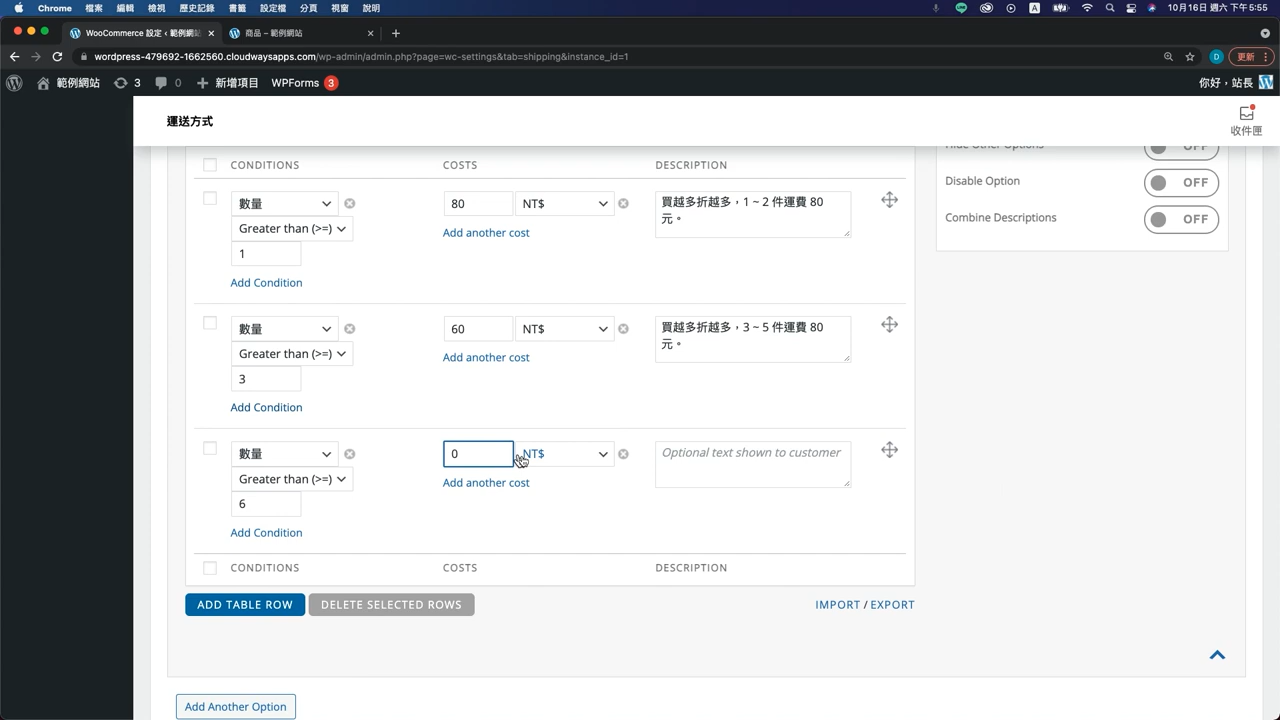 Chrome 檔案 編輯 檢視 歷史記錄 書籤 設定檔 分頁 視窗 說明 A 10月16日 週六 下午5:55
WooCommerce 設定 ‹ 範例網站
商品 – 範例網站
wordpress-479692-1662560.cloudwaysapps.com/wp-admin/admin.php?page=wc-settings&tab=shipping&instance_id=1
D 更新
範例網站 3 0 新增項目 WPForms 3 你好，站長
運送方式
收件匣
Hide Other Options OFF
CONDITIONS COSTS DESCRIPTION
Disable Option OFF
Combine Descriptions OFF
數量 80 NT$ 買越多折越多，1 ~ 2 件運費 80
元。
Greater than (>=) Add another cost
1
Add Condition
數量 60 NT$ 買越多折越多，3 ~ 5 件運費 80
元。
Greater than (>=) Add another cost
3
Add Condition
數量 0 NT$ Optional text shown to customer
Greater than (>=) Add another cost
6
Add Condition
CONDITIONS COSTS DESCRIPTION
ADD TABLE ROW DELETE SELECTED ROWS IMPORT / EXPORT
Add Another Option